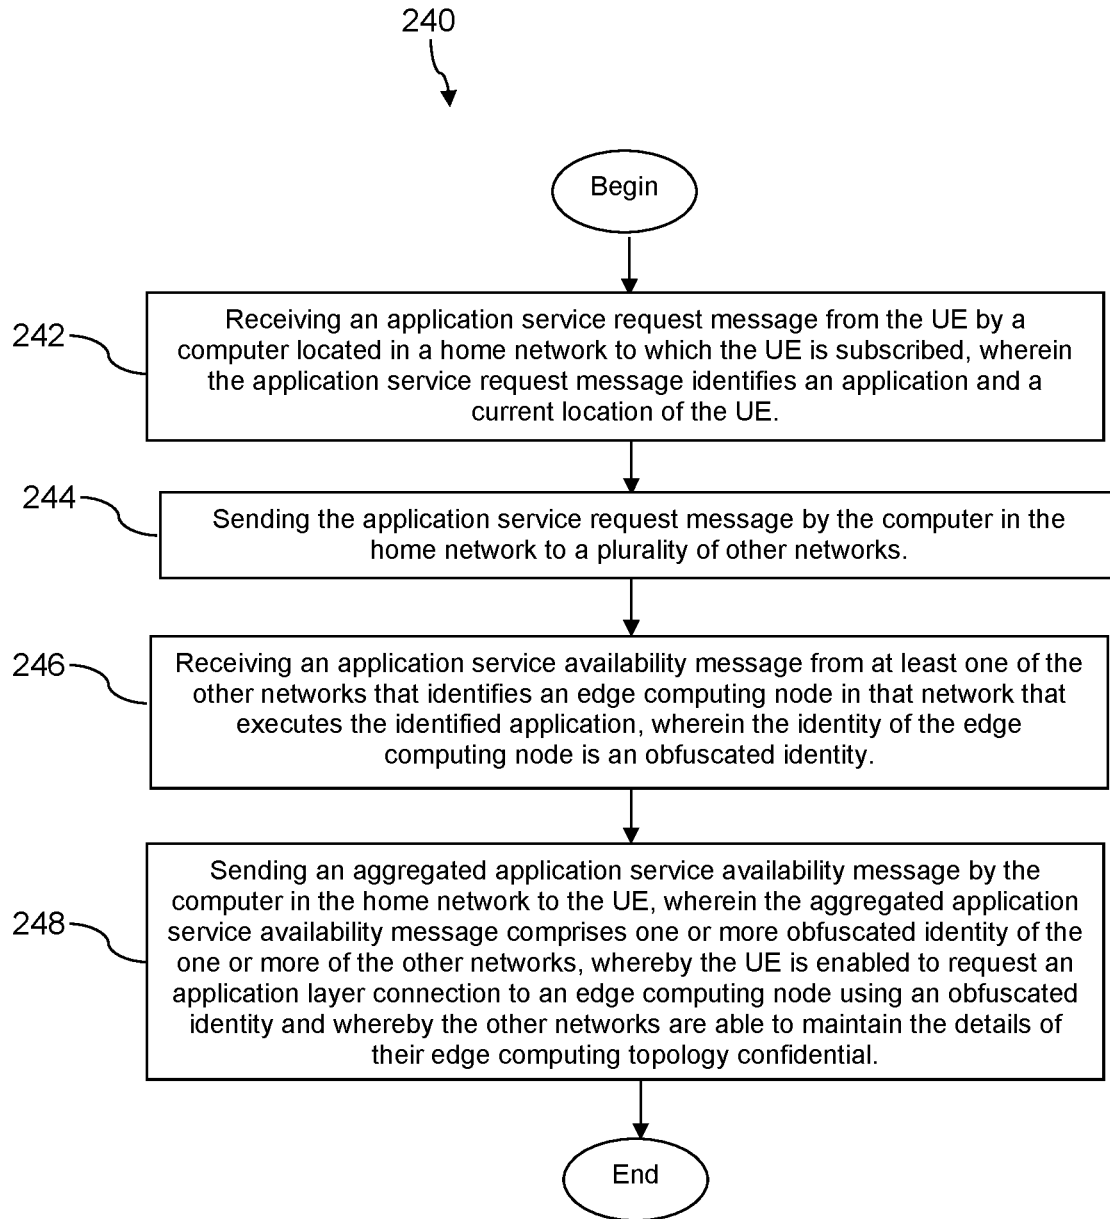 240
Begin
242
Receiving an application service request message from the UE by a
computer located in a home network to which the UE is subscribed, wherein
the application service request message identifies an application and a
current location of the UE.
244
Sending the application service request message by the computer in the
home network to a plurality of other networks.
246
Receiving an application service availability message from at least one of the
other networks that identifies an edge computing node in that network that
executes the identified application, wherein the identity of the edge
computing node is an obfuscated identity.
248
Sending an aggregated application service availability message by the
computer in the home network to the UE, wherein the aggregated application
service availability message comprises one or more obfuscated identity of the
one or more of the other networks, whereby the UE is enabled to request an
application layer connection to an edge computing node using an obfuscated
identity and whereby the other networks are able to maintain the details of
their edge computing topology confidential.
End